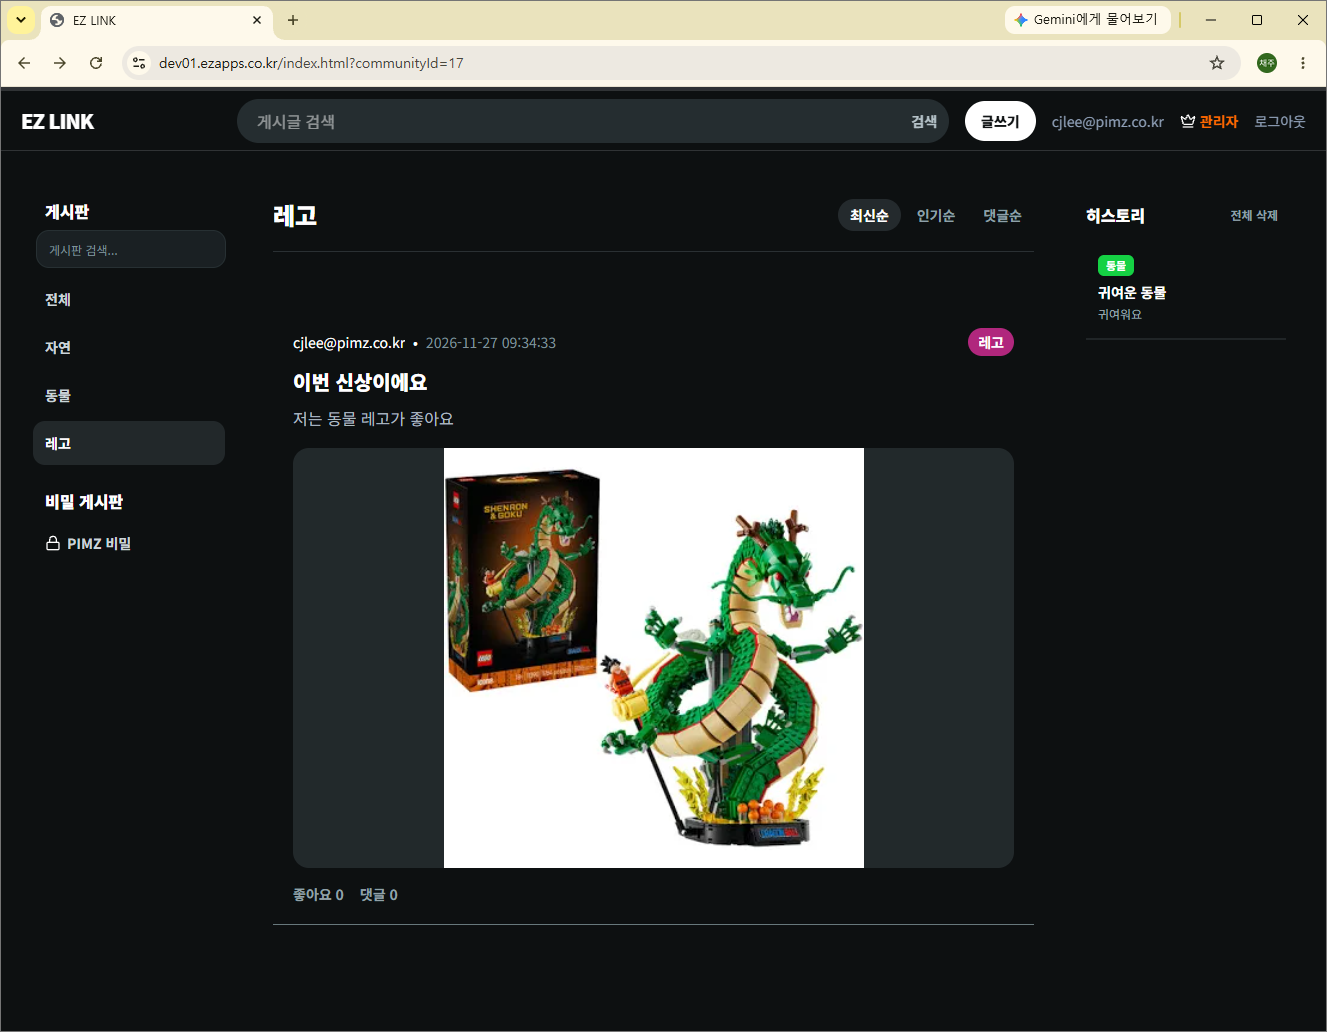 EZ LINK
Gemini에게 물어보기
dev01.ezapps.co.kr/index.html?communityId=17
채주
EZ LINK
게시글 검색
검색
글쓰기
cjlee@pimz.co.kr
관리자
로그아웃
게시판
게시판 검색...
전체
자연
동물
레고
비밀 게시판
PIMZ 비밀
레고
최신순 인기순 댓글순
cjlee@pimz.co.kr • 2026-11-27 09:34:33
레고
이번 신상이에요
저는 동물 레고가 좋아요
SHENRON
& GOKU
LEGO
좋아요 0 댓글 0
히스토리
전체 삭제
동물
귀여운 동물
귀여워요